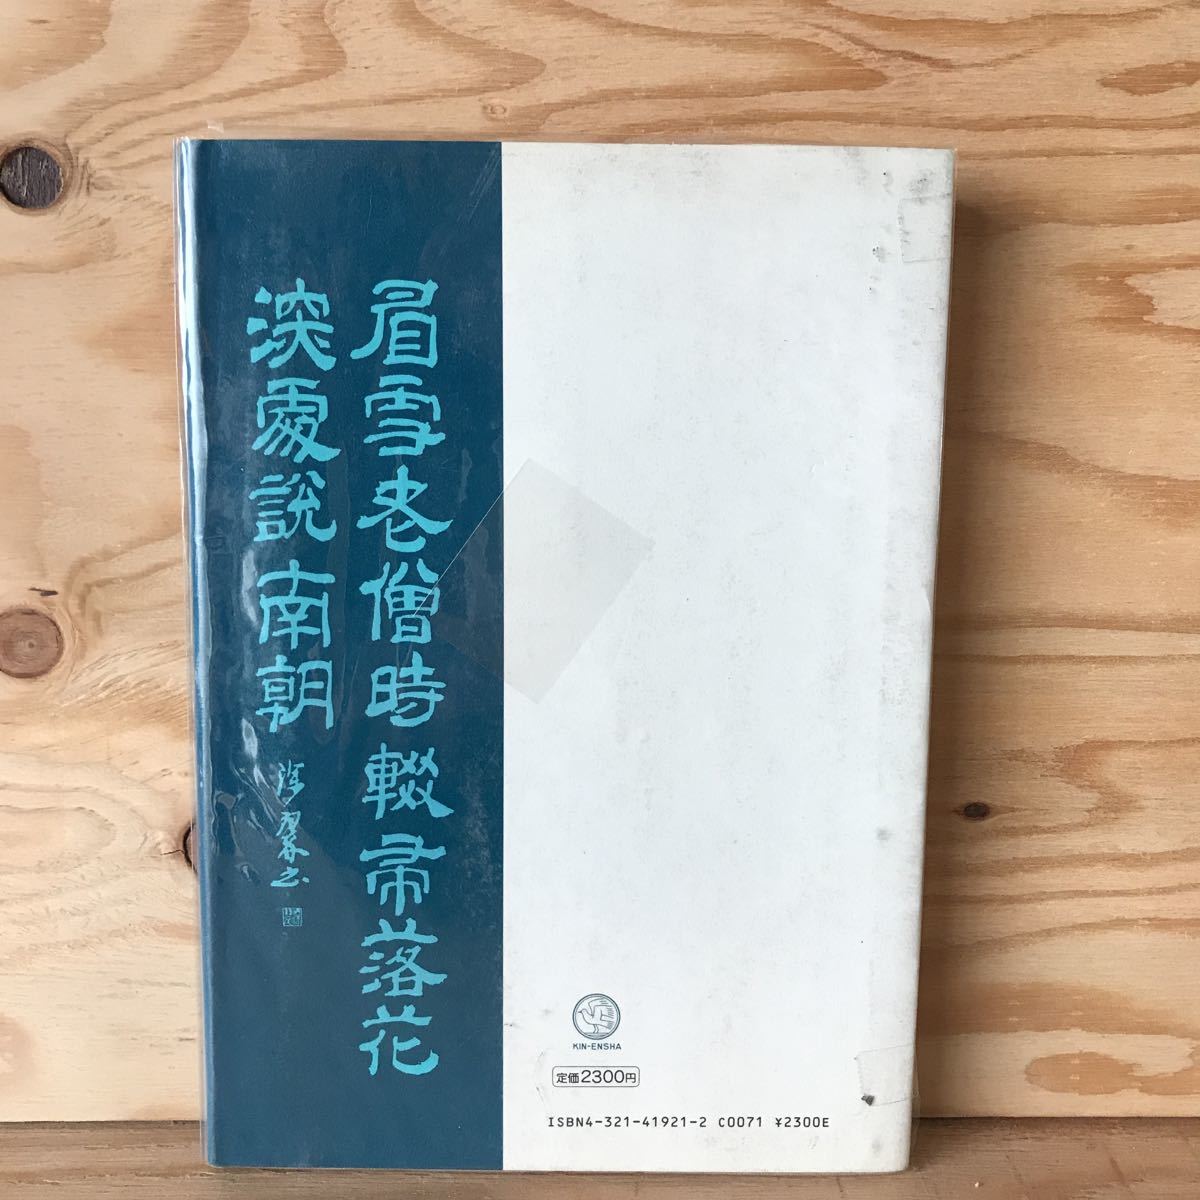 眉雪老僧時輟帚落花
深處說南朝
KIN-ENSHA
定価2300円
ISBN4-321-41921-2 C0071 ¥2300E